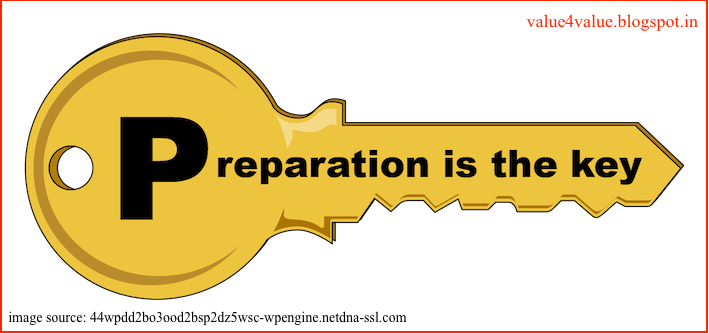 value4value.blogspot.in
Preparation is the key
image source: 44wpdd2bo3ood2bsp2dz5wsc-wpengine.netdna-ssl.com